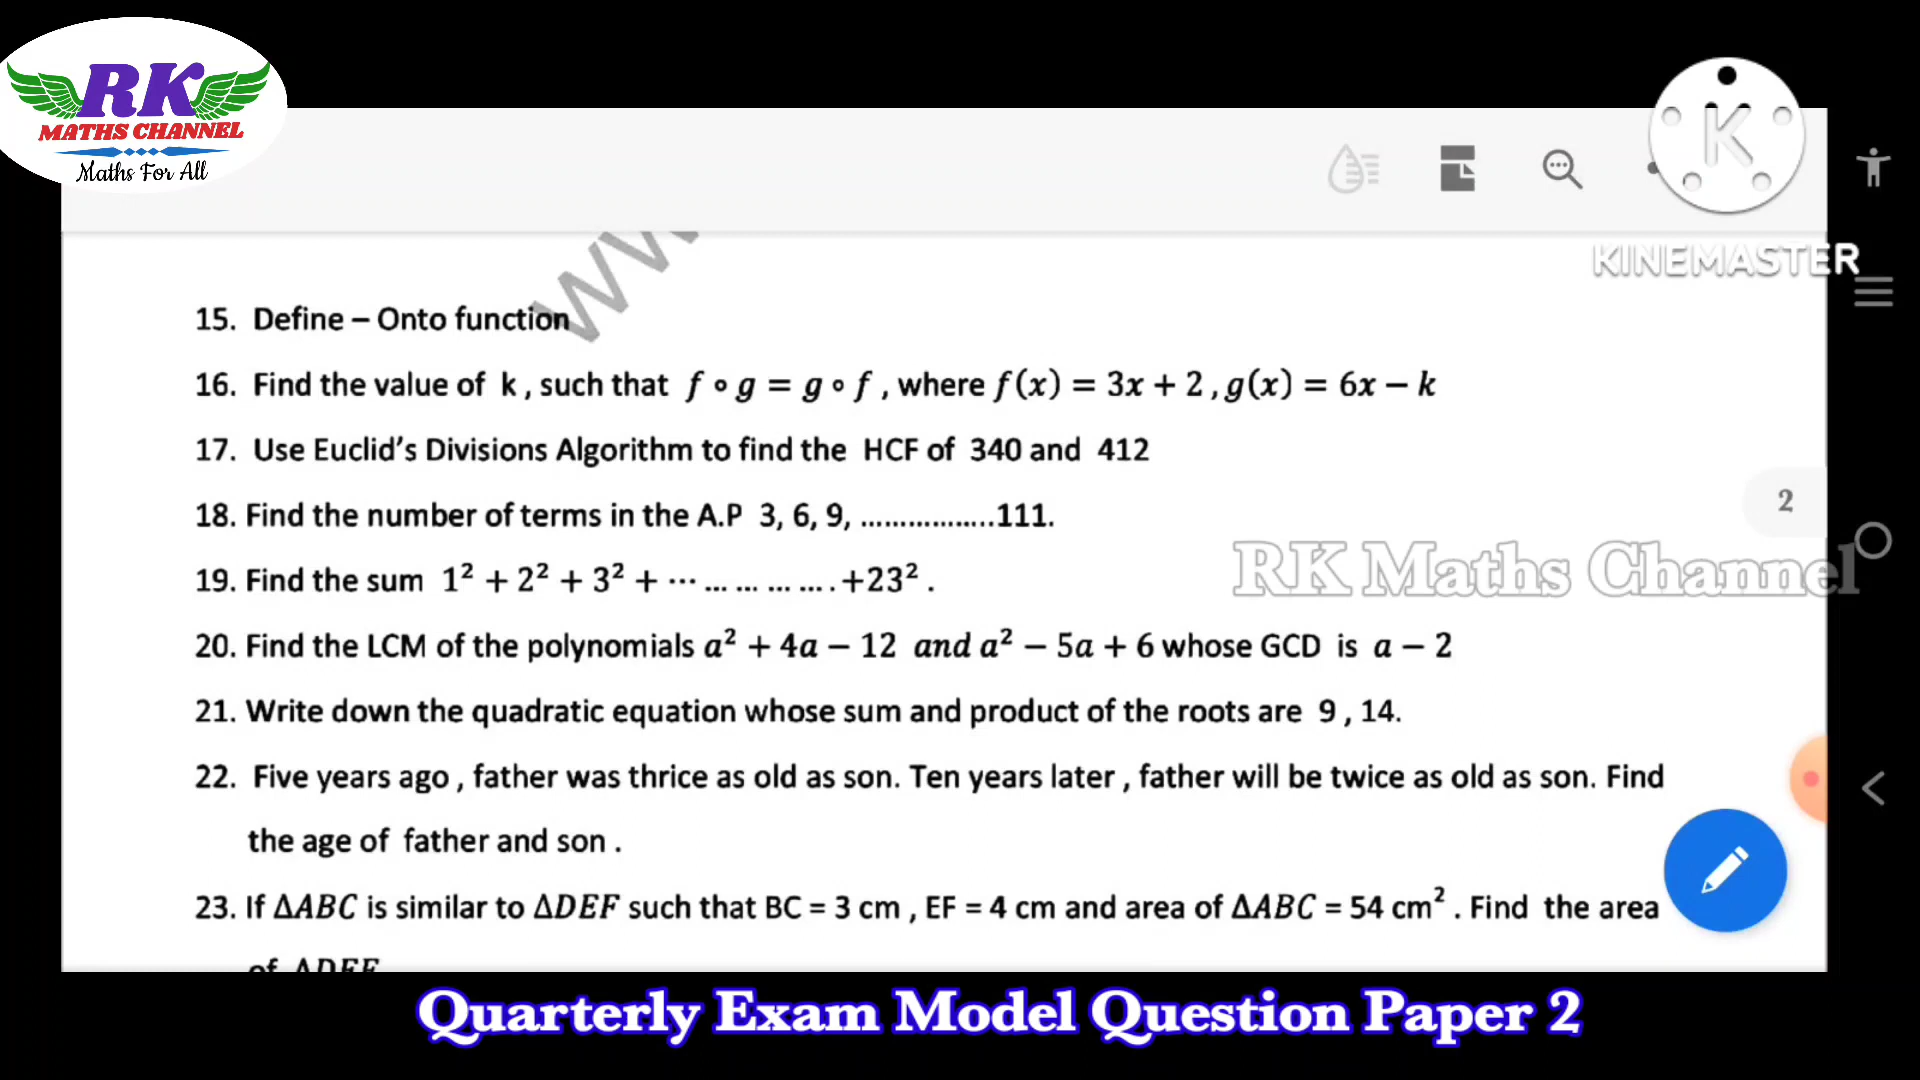 RK
MATHS CHANNEL
Maths For All
K
KINEMASTER
15. Define – Onto function
16. Find the value of k , such that f ∘ g = g ∘ f , where f(x) = 3x + 2 , g(x) = 6x – k
17. Use Euclid's Divisions Algorithm to find the HCF of 340 and 412
18. Find the number of terms in the A.P 3, 6, 9, .................111.
2
19. Find the sum 1² + 2² + 3² + ⋯ … … … … . +23² .
RK Maths Channel
20. Find the LCM of the polynomials a² + 4a – 12 and a² – 5a + 6 whose GCD is a – 2
21. Write down the quadratic equation whose sum and product of the roots are 9 , 14.
22. Five years ago , father was thrice as old as son. Ten years later , father will be twice as old as son. Find
the age of father and son .
23. If ΔABC is similar to ΔDEF such that BC = 3 cm , EF = 4 cm and area of ΔABC = 54 cm² . Find the area
of ΔDEF
Quarterly Exam Model Question Paper 2